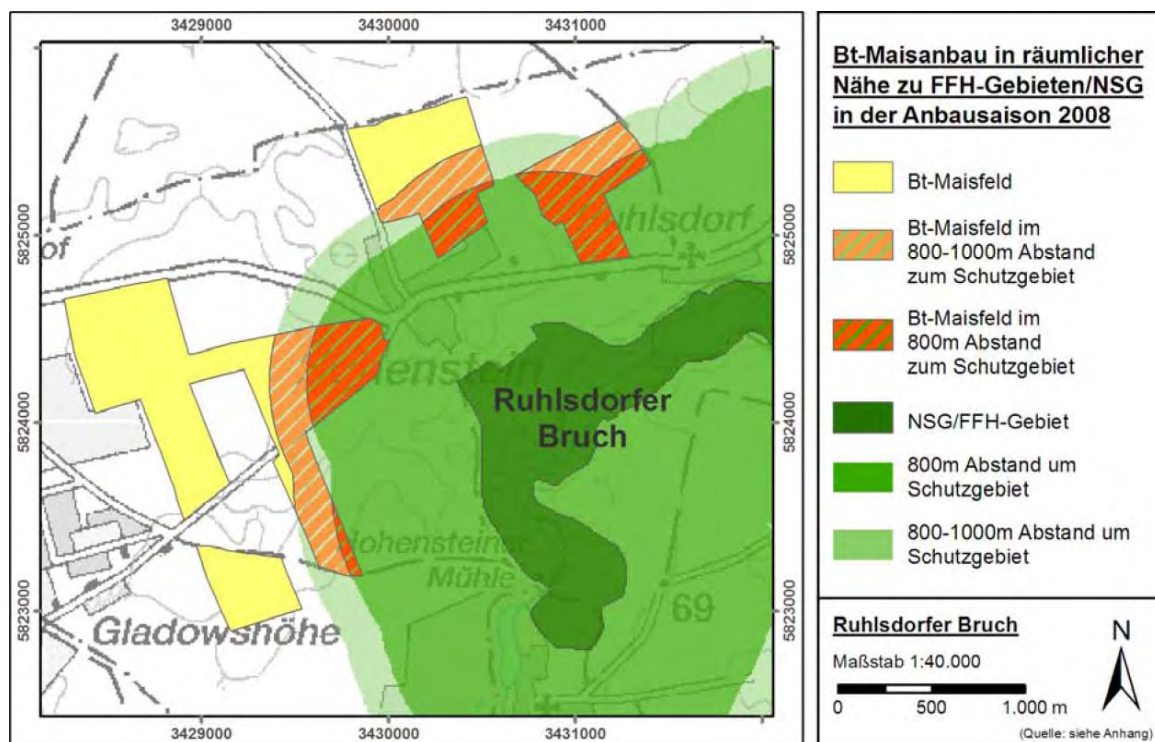 3429000 3430000 3431000
5825000
5824000
5823000
of
Ruhlsdorf
Ruhlsdorfer
Bruch
Hohensteiner
Mühle
69
Gladowshöhe
5825000
5824000
5823000
3429000 3430000 3431000
Bt-Maisanbau in räumlicher
Nähe zu FFH-Gebieten/NSG
in der Anbausaison 2008
Bt-Maisfeld
Bt-Maisfeld im
800-1000m Abstand
zum Schutzgebiet
Bt-Maisfeld im
800m Abstand
zum Schutzgebiet
NSG/FFH-Gebiet
800m Abstand um
Schutzgebiet
800-1000m Abstand um
Schutzgebiet
Ruhlsdorfer Bruch
Maßstab 1:40.000
N
0 500 1.000 m
(Quelle: siehe Anhang)